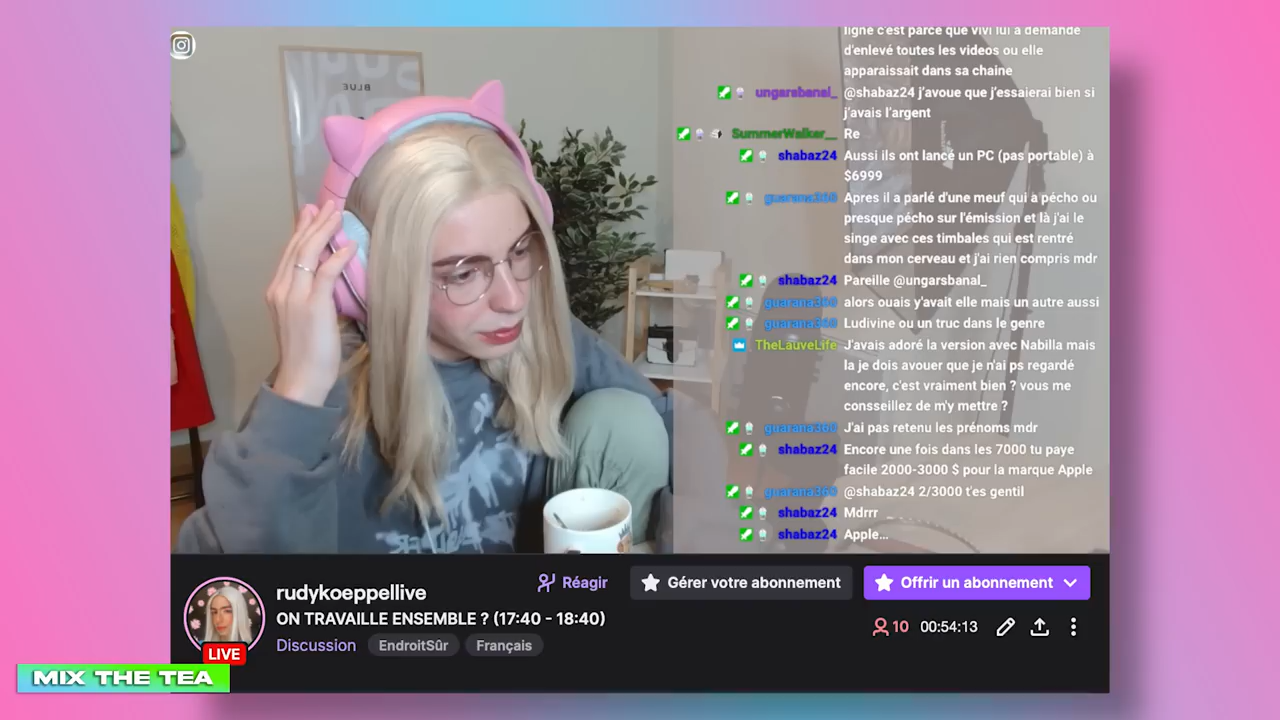 ligne c'est parce que vivi lui a demandé
d'enlevé toutes les videos ou elle
apparaissait dans sa chaine
ungarsbanal_ @shabaz24 j'avoue que j'essaierai bien si
j'avais l'argent
SummerWalker__ Re
shabaz24 Aussi ils ont lancé un PC (pas portable) à
$6999
guarana360 Apres il a parlé d'une meuf qui a pécho ou
presque pécho sur l'émission et là j'ai le
singe avec ces timbales qui est rentré
dans mon cerveau et j'ai rien compris mdr
shabaz24 Pareille @ungarsbanal_
guarana360 alors ouais y'avait elle mais un autre aussi
guarana360 Ludivine ou un truc dans le genre
TheLauveLife J'avais adoré la version avec Nabilla mais
la je dois avouer que je n'ai ps regardé
encore, c'est vraiment bien ? vous me
consseillez de m'y mettre ?
guarana360 J'ai pas retenu les prénoms mdr
shabaz24 Encore une fois dans les 7000 tu paye
facile 2000-3000 $ pour la marque Apple
guarana360 @shabaz24 2/3000 t'es gentil
shabaz24 Mdrrr
shabaz24 Apple...
BLUE
rudykoeppellive
Réagir
Gérer votre abonnement
Offrir un abonnement
ON TRAVAILLE ENSEMBLE ? (17:40 - 18:40)
10 00:54:13
Discussion EndroitSûr Français
LIVE
MIX THE TEA